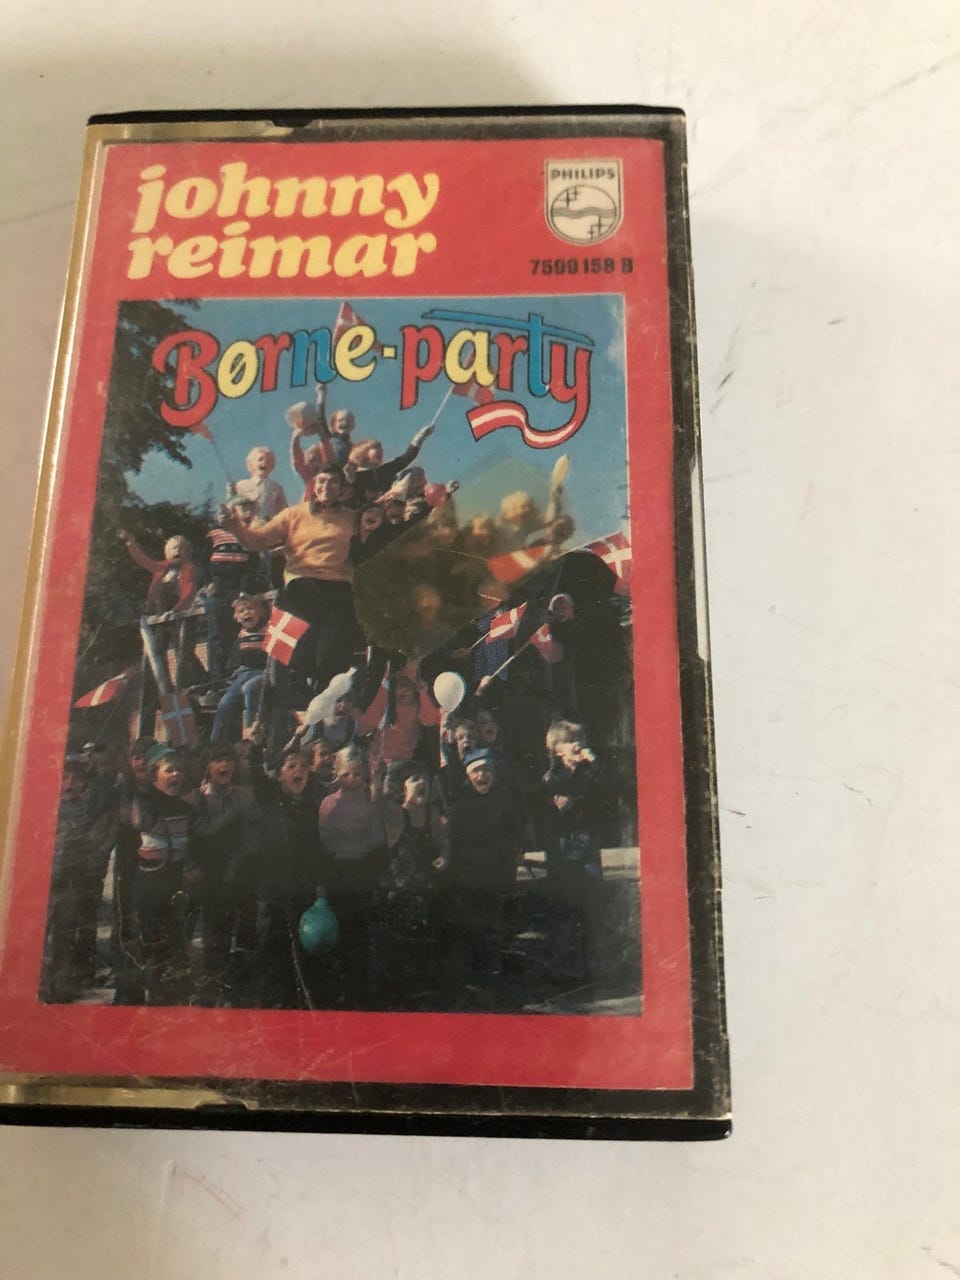 johnny
reimar
PHILIPS
7599 158 B
Børne-party